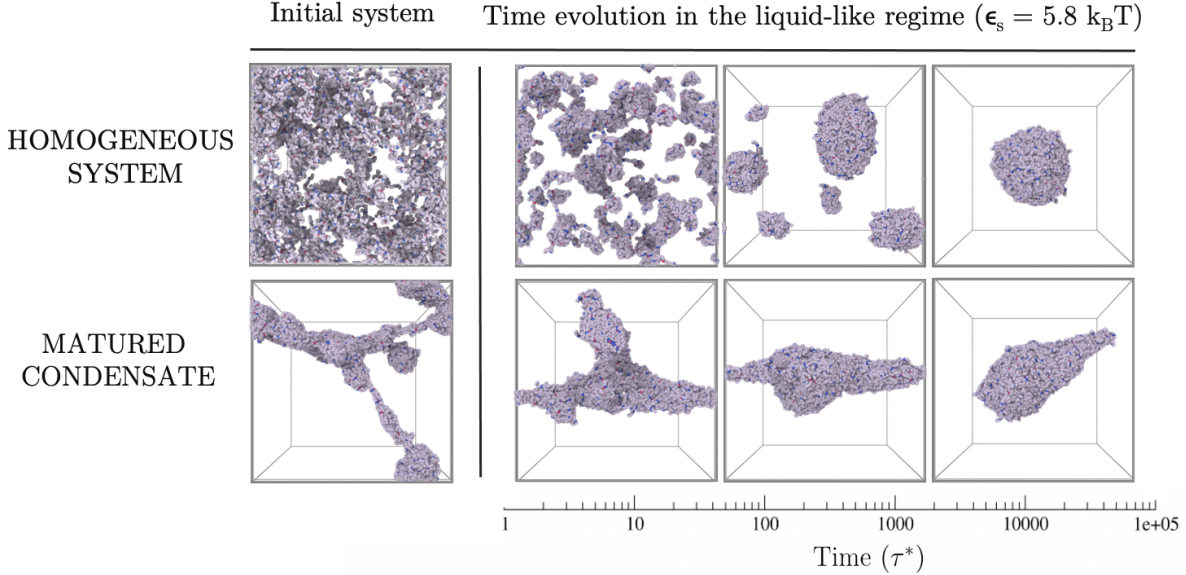 Initial system
Time evolution in the liquid-like regime (ϵₛ = 5.8 k_BT)
HOMOGENEOUS
SYSTEM
MATURED
CONDENSATE
1 10 100 1000 10000 1e+05
Time (τ*)